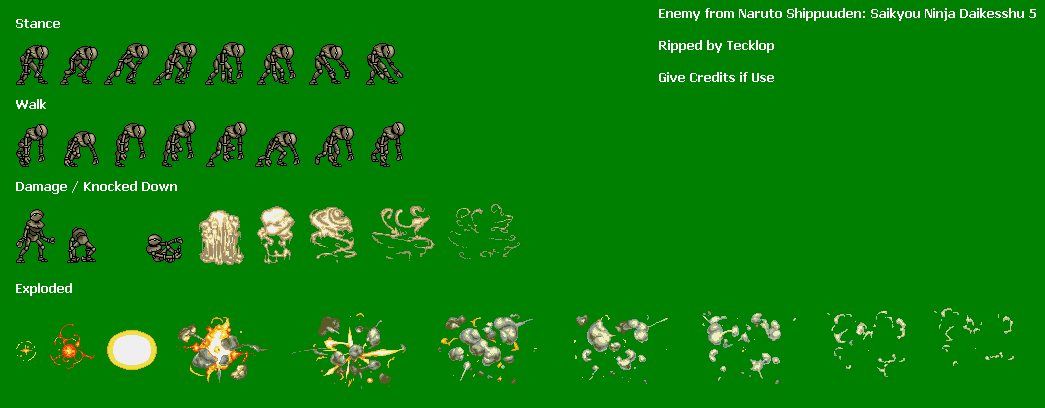 Stance
Enemy from Naruto Shippuuden: Saikyou Ninja Daikesshu 5
Ripped by Tecklop
Give Credits if Use
Walk
Damage / Knocked Down
Exploded